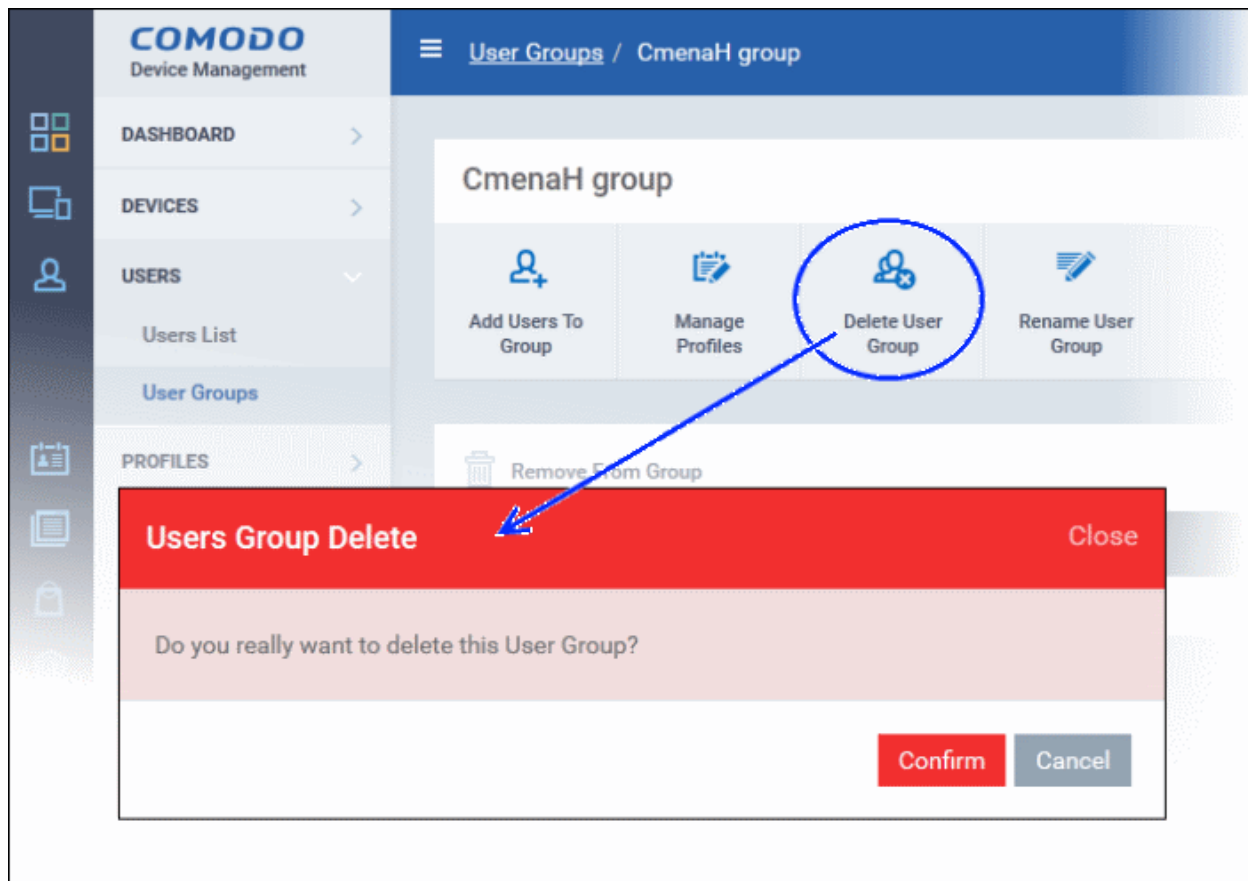 COMODO
Device Management
User Groups / CmenaH group
DASHBOARD
DEVICES
USERS
Users List
User Groups
PROFILES
CmenaH group
Add Users To
Group
Manage
Profiles
Delete User
Group
Rename User
Group
Remove From Group
Users Group Delete
Close
Do you really want to delete this User Group?
Confirm
Cancel